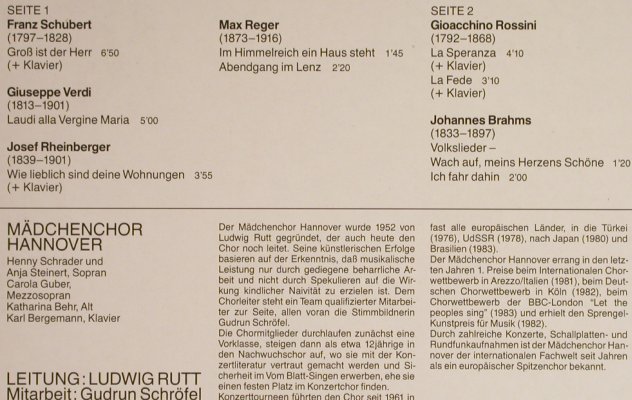 SEITE 1
Franz Schubert
(1797–1828)
Groß ist der Herr 6'50
(+ Klavier)
Giuseppe Verdi
(1813–1901)
Laudi alla Vergine Maria 5'00
Josef Rheinberger
(1839–1901)
Wie lieblich sind deine Wohnungen 3'55
(+ Klavier)
Max Reger
(1873–1916)
Im Himmelreich ein Haus steht 1'45
Abendgang im Lenz 2'20
SEITE 2
Gioacchino Rossini
(1792–1868)
La Speranza 4'10
(+ Klavier)
La Fede 3'10
(+ Klavier)
Johannes Brahms
(1833–1897)
Volkslieder –
Wach auf, meins Herzens Schöne 1'20
Ich fahr dahin 2'00
MÄDCHENCHOR
HANNOVER
Henny Schrader und
Anja Steinert, Sopran
Carola Guber,
Mezzosopran
Katharina Behr, Alt
Karl Bergemann, Klavier
LEITUNG: LUDWIG RUTT
Mitarbeit: Gudrun Schröfel
Der Mädchenchor Hannover wurde 1952 von
Ludwig Rutt gegründet, der auch heute den
Chor noch leitet. Seine künstlerischen Erfolge
basieren auf der Erkenntnis, daß musikalische
Leistung nur durch gediegene beharrliche Ar-
beit und nicht durch Spekulieren auf die Wir-
kung kindlicher Naivität zu erzielen ist. Dem
Chorleiter steht ein Team qualifizierter Mitarbei-
ter zur Seite, allen voran die Stimmbildnerin
Gudrun Schröfel.
Die Chormitglieder durchlaufen zunächst eine
Vorklasse, steigen dann als etwa 12jährige in
den Nachwuchschor auf, wo sie mit der Kon-
zertliteratur vertraut gemacht werden und Si-
cherheit im Vom Blatt-Singen erwerben, ehe sie
einen festen Platz im Konzertchor finden.
Konzerttourneen führten den Chor seit 1961 in
fast alle europäischen Länder, in die Türkei
(1976), UdSSR (1978), nach Japan (1980) und
Brasilien (1983).
Der Mädchenchor Hannover errang in den letz-
ten Jahren 1. Preise beim Internationalen Chor-
wettbewerb in Arezzo/Italien (1981), beim Deut-
schen Chorwettbewerb in Köln (1982), beim
Chorwettbewerb der BBC-London "Let the
peoples sing" (1983) und erhielt den Sprengel-
Kunstpreis für Musik (1982).
Durch zahlreiche Konzerte, Schallplatten- und
Rundfunkaufnahmen ist der Mädchenchor Han-
nover der internationalen Fachwelt seit Jahren
als ein europäischer Spitzenchor bekannt.